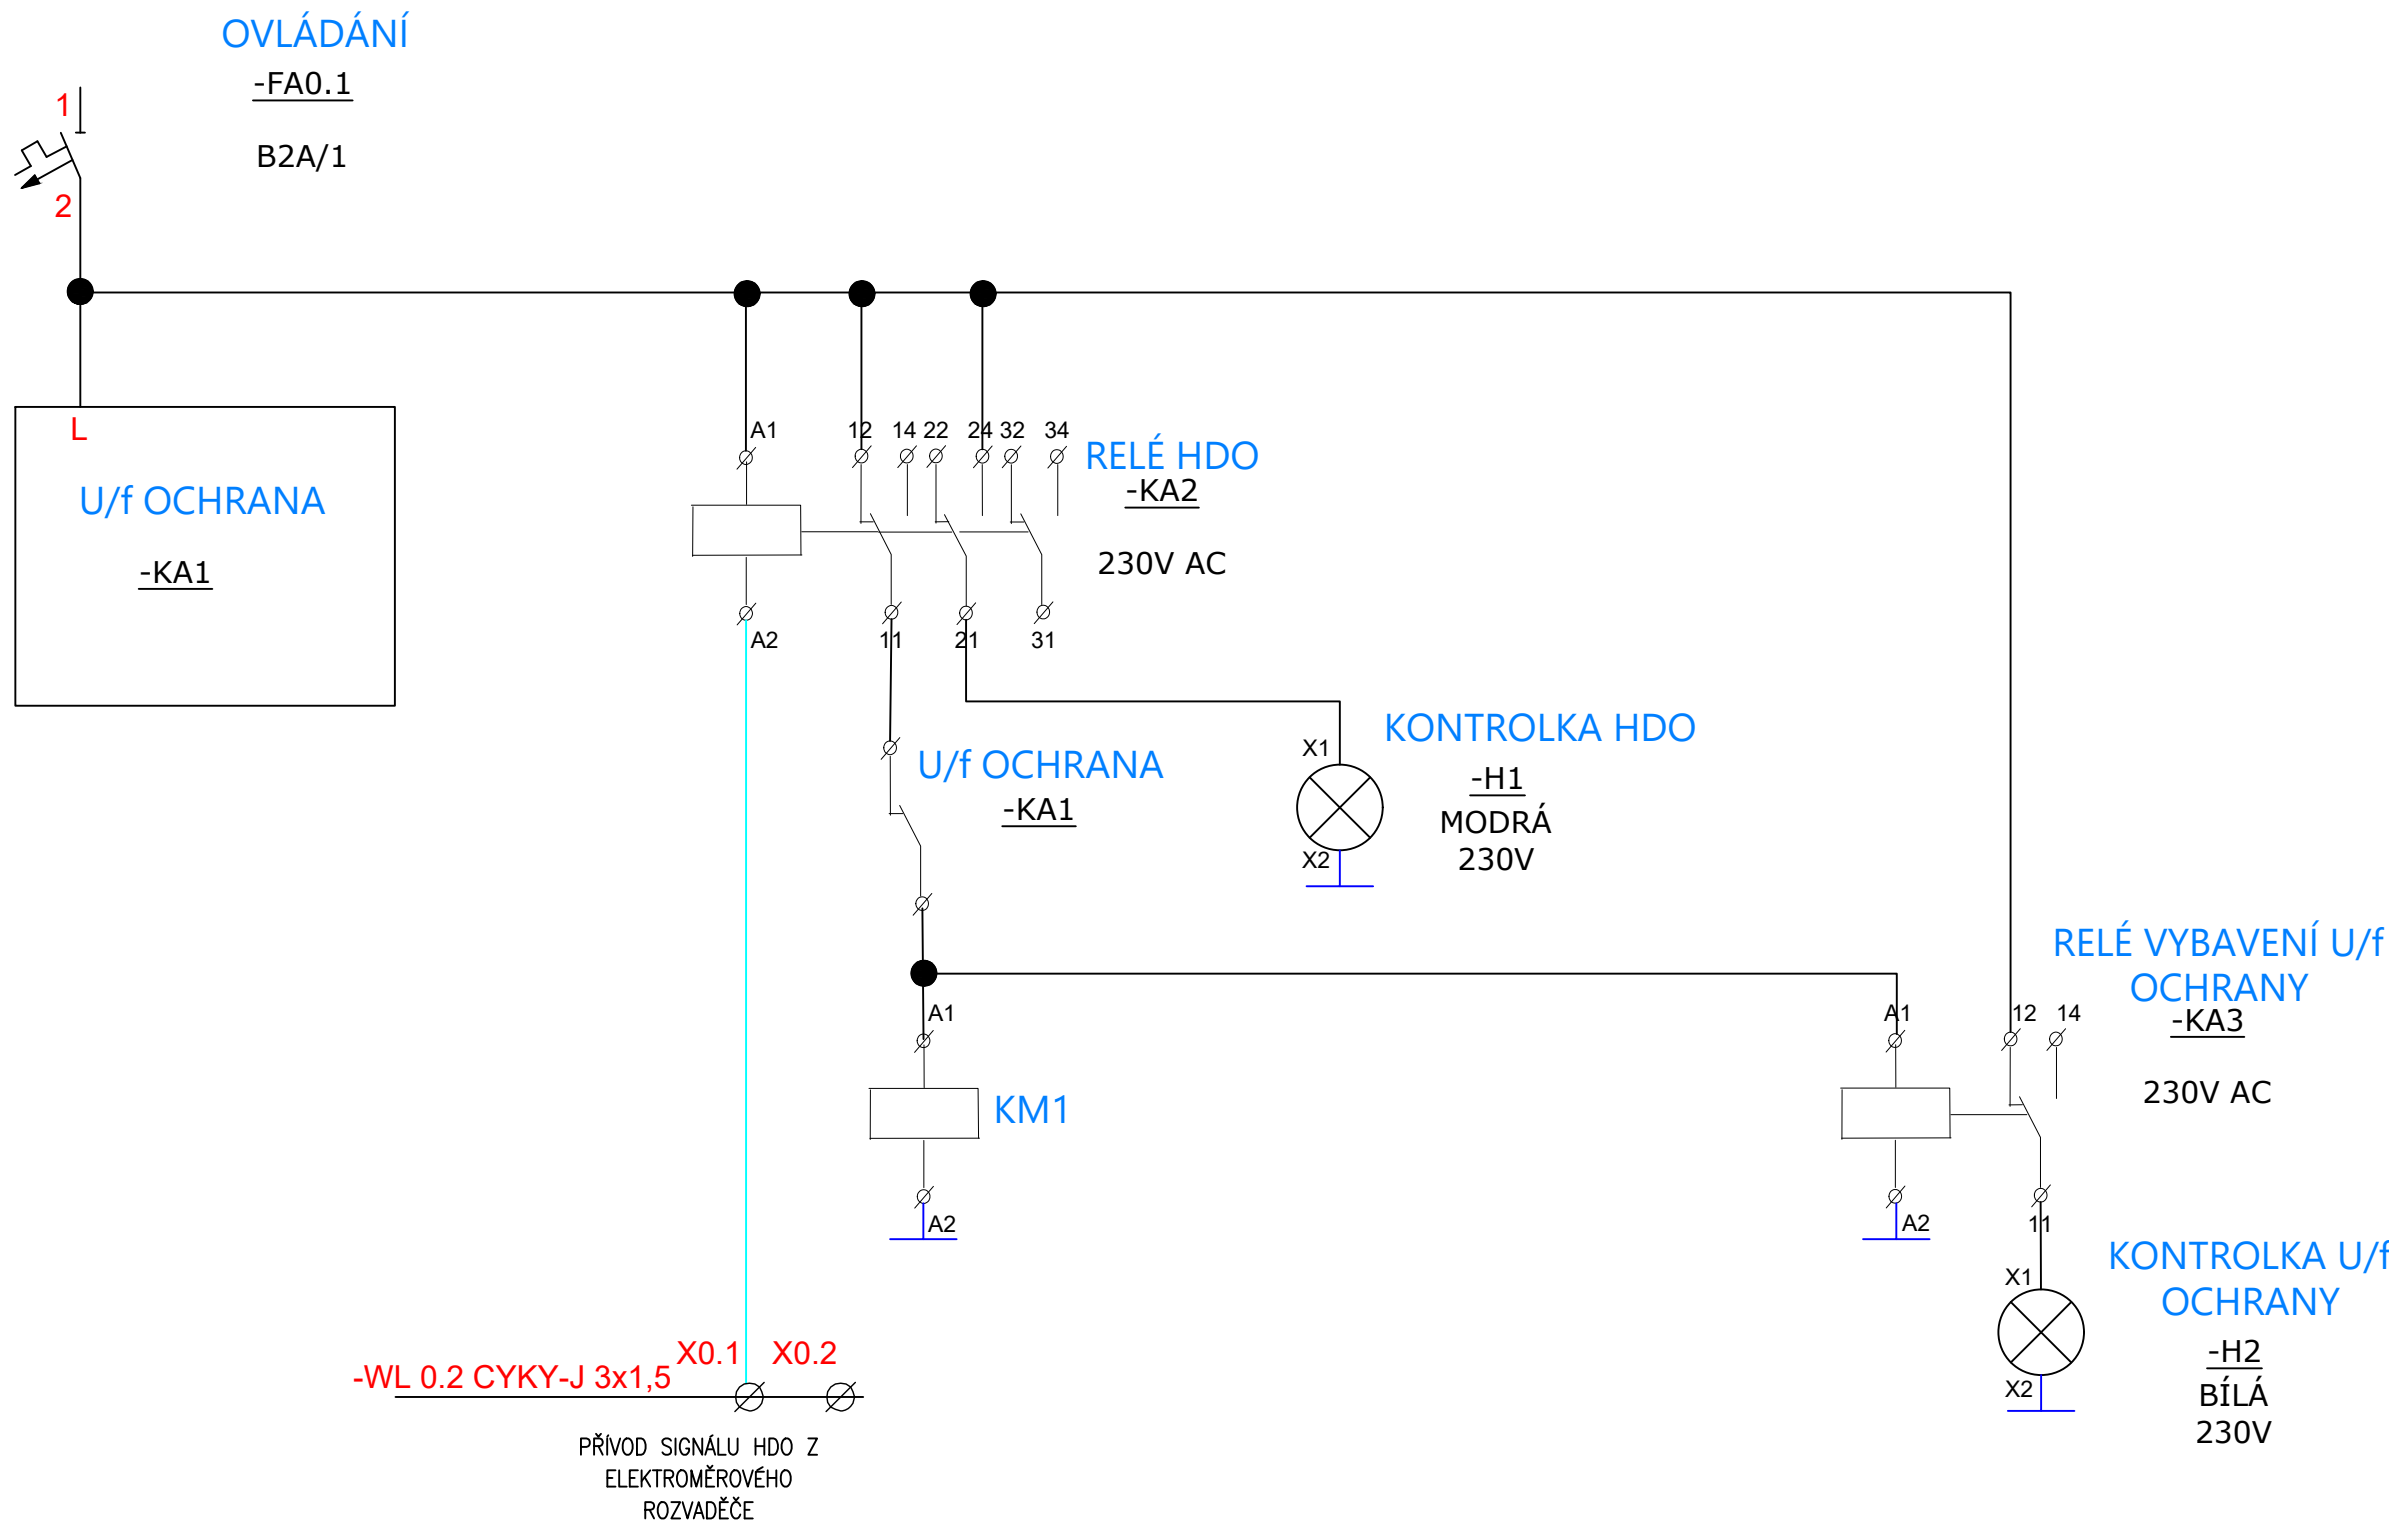 OVLÁDÁNÍ
-FA0.1
B2A/1
1
2
L
U/f OCHRANA
-KA1
A1
12
14
22
24
32
34
RELÉ HDO
-KA2
230V AC
A2
11
21
31
U/f OCHRANA
-KA1
X1
KONTROLKA HDO
-H1
MODRÁ
230V
X2
RELÉ VYBAVENÍ U/f
OCHRANY
-KA3
230V AC
A1
KM1
A2
A1
12
14
A2
11
X1
KONTROLKA U/f
OCHRANY
-H2
BÍLÁ
230V
X2
-WL 0.2 CYKY-J 3x1,5
X0.1
X0.2
PŘÍVOD SIGNÁLU HDO Z
ELEKTROMĚROVÉHO
ROZVADĚČE